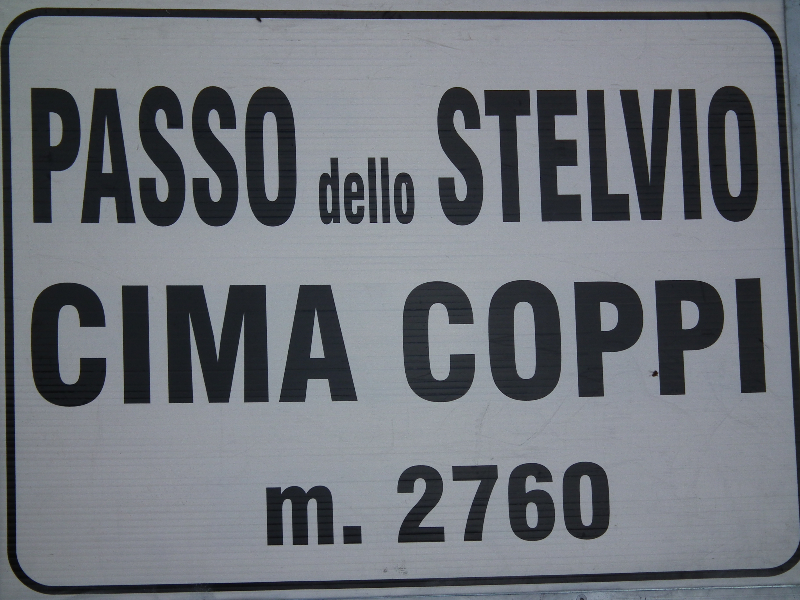 PASSO dello STELVIO
CIMA COPPI
m. 2760